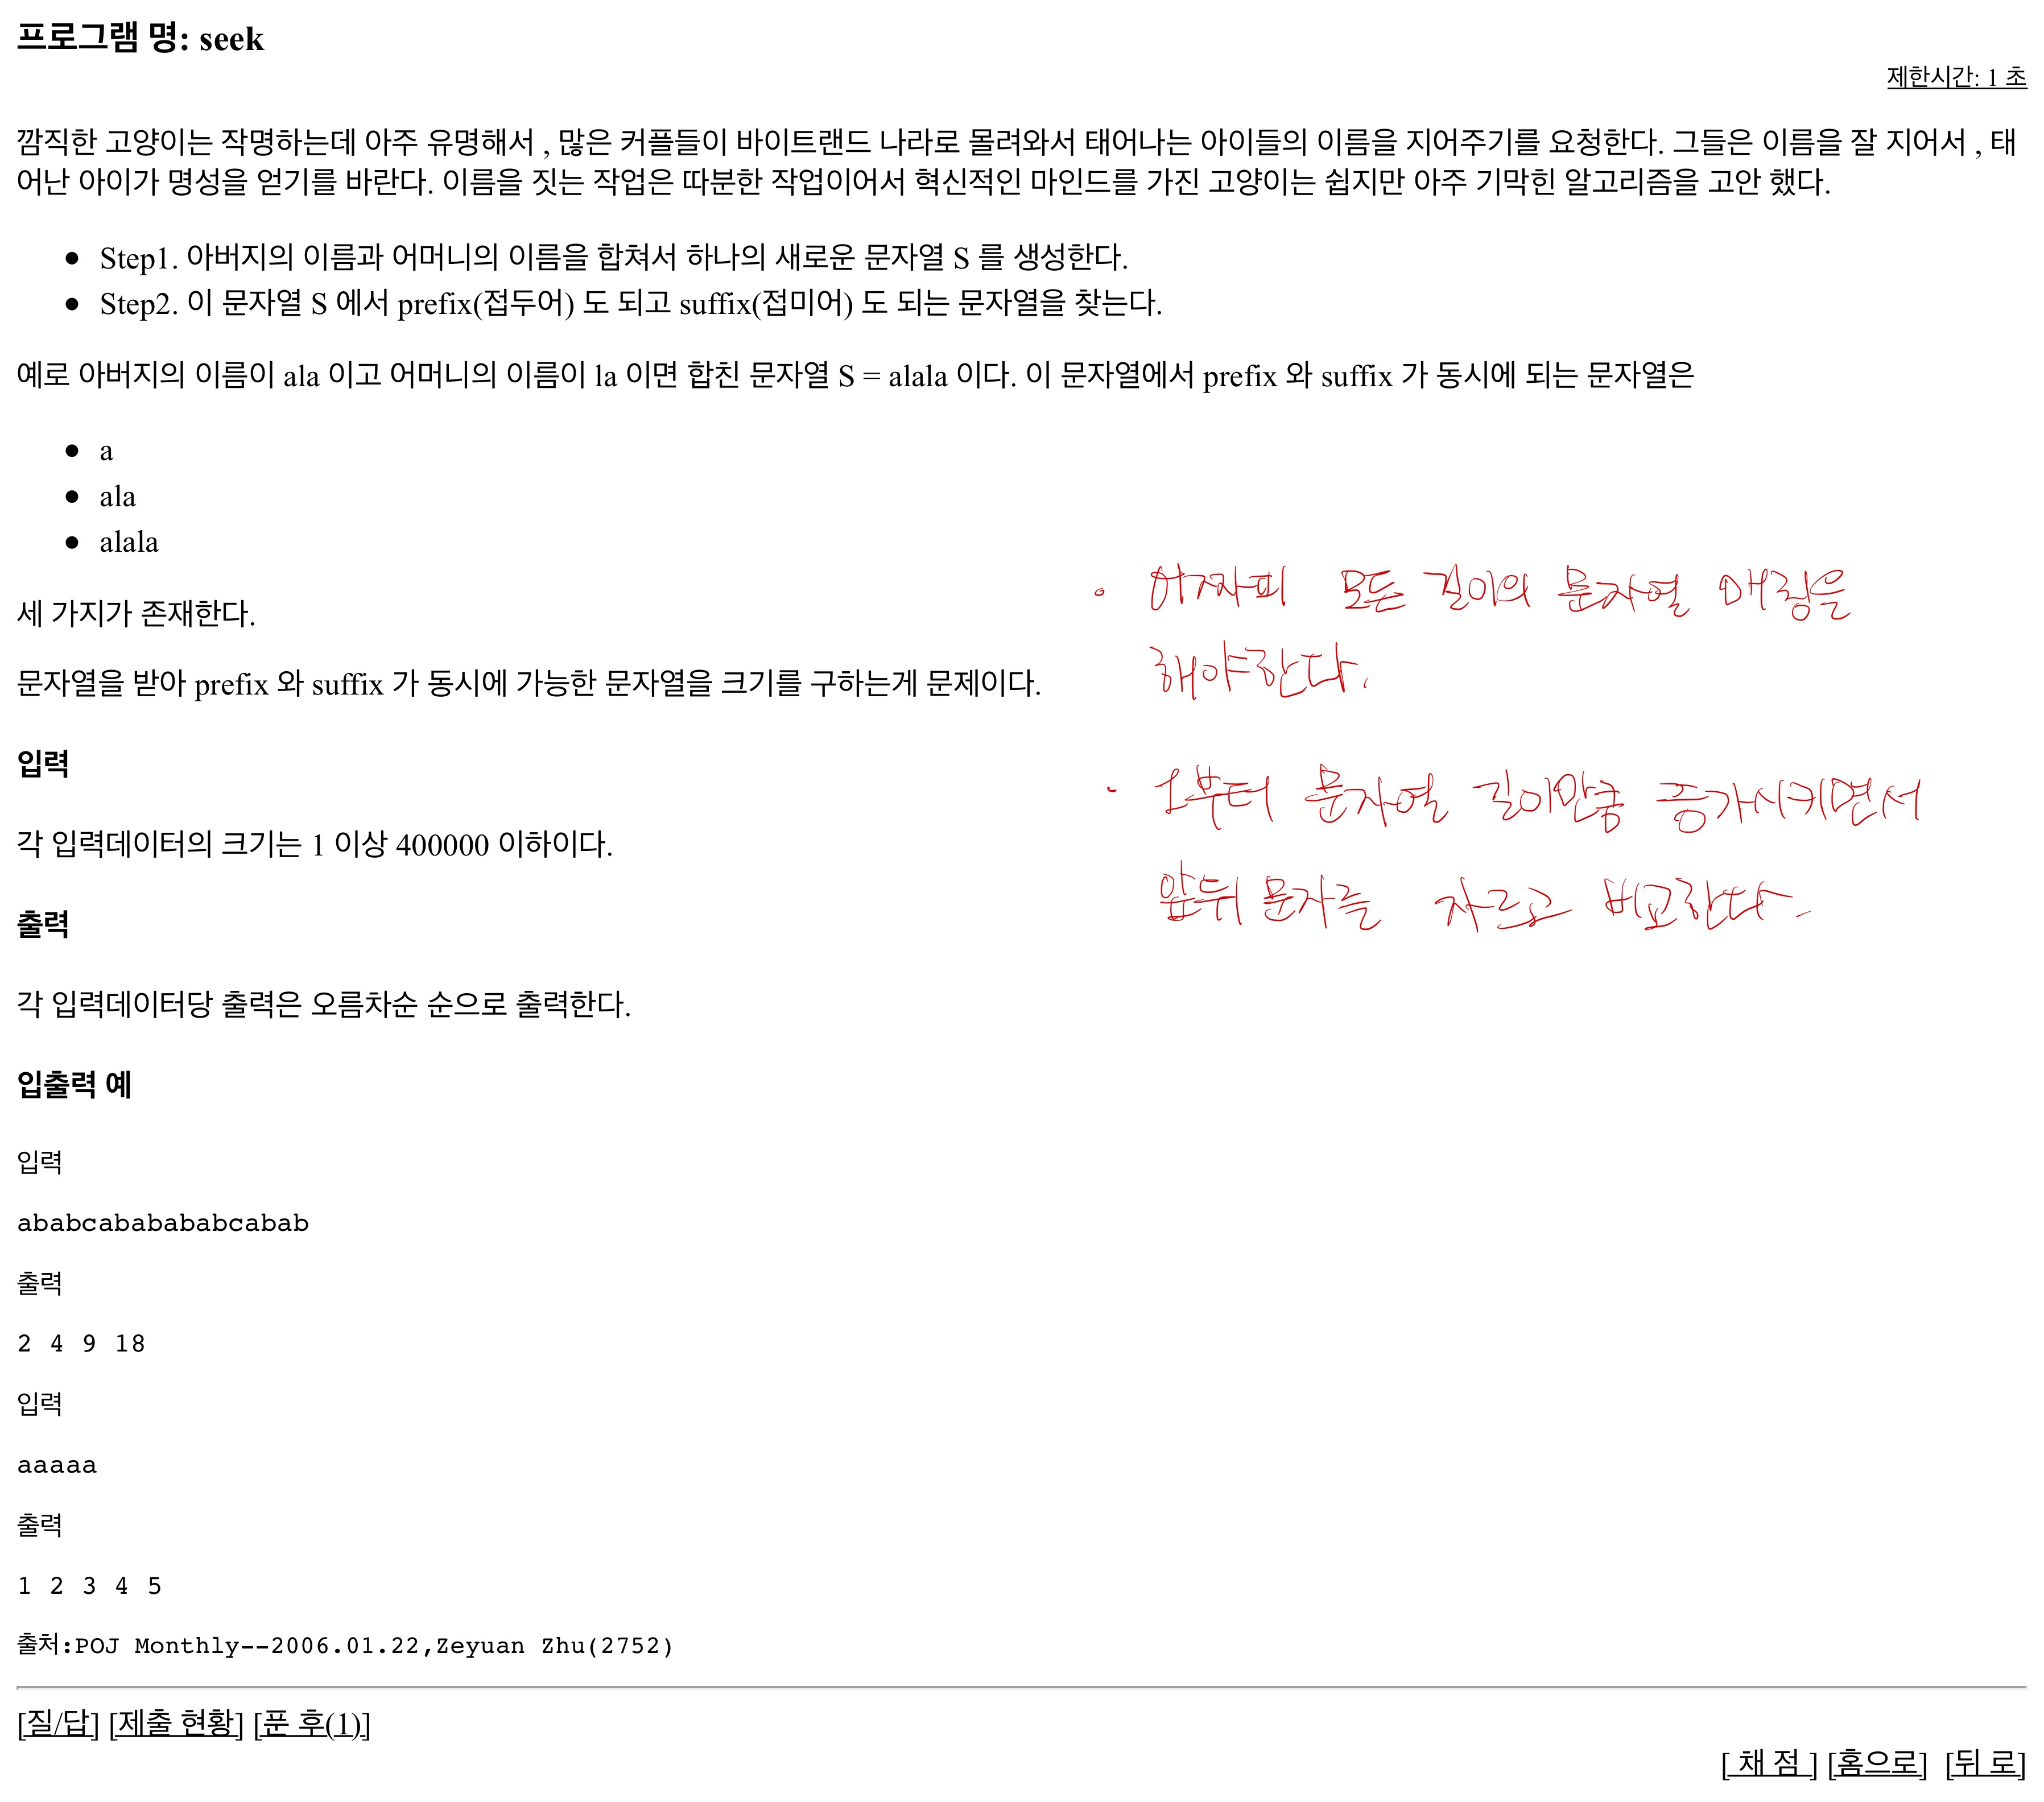 프로그램 명: seek
제한시간: 1 초
깜직한 고양이는 작명하는데 아주 유명해서 , 많은 커플들이 바이트랜드 나라로 몰려와서 태어나는 아이들의 이름을 지어주기를 요청한다. 그들은 이름을 잘 지어서 , 태
어난 아이가 명성을 얻기를 바란다. 이름을 짓는 작업은 따분한 작업이어서 혁신적인 마인드를 가진 고양이는 쉽지만 아주 기막힌 알고리즘을 고안 했다.
● Step1. 아버지의 이름과 어머니의 이름을 합쳐서 하나의 새로운 문자열 S 를 생성한다.
● Step2. 이 문자열 S 에서 prefix(접두어) 도 되고 suffix(접미어) 도 되는 문자열을 찾는다.
예로 아버지의 이름이 ala 이고 어머니의 이름이 la 이면 합친 문자열 S = alala 이다. 이 문자열에서 prefix 와 suffix 가 동시에 되는 문자열은
● a
● ala
● alala
세 가지가 존재한다.
• 어짜피 모든 길이의 문자열 매칭을
해야한다.
문자열을 받아 prefix 와 suffix 가 동시에 가능한 문자열을 크기를 구하는게 문제이다.
입력
• 1부터 문자열 길이만큼 증가시키면서
각 입력데이터의 크기는 1 이상 400000 이하이다.
앞뒤 문자를 자르고 비교한다.
출력
각 입력데이터당 출력은 오름차순 순으로 출력한다.
입출력 예
입력
ababcababababcabab
출력
2 4 9 18
입력
aaaaa
출력
1 2 3 4 5
출처:POJ Monthly--2006.01.22,Zeyuan Zhu(2752)
[질/답] [제출 현황] [푼 후(1)]
[ 채 점 ] [홈으로] [뒤 로]